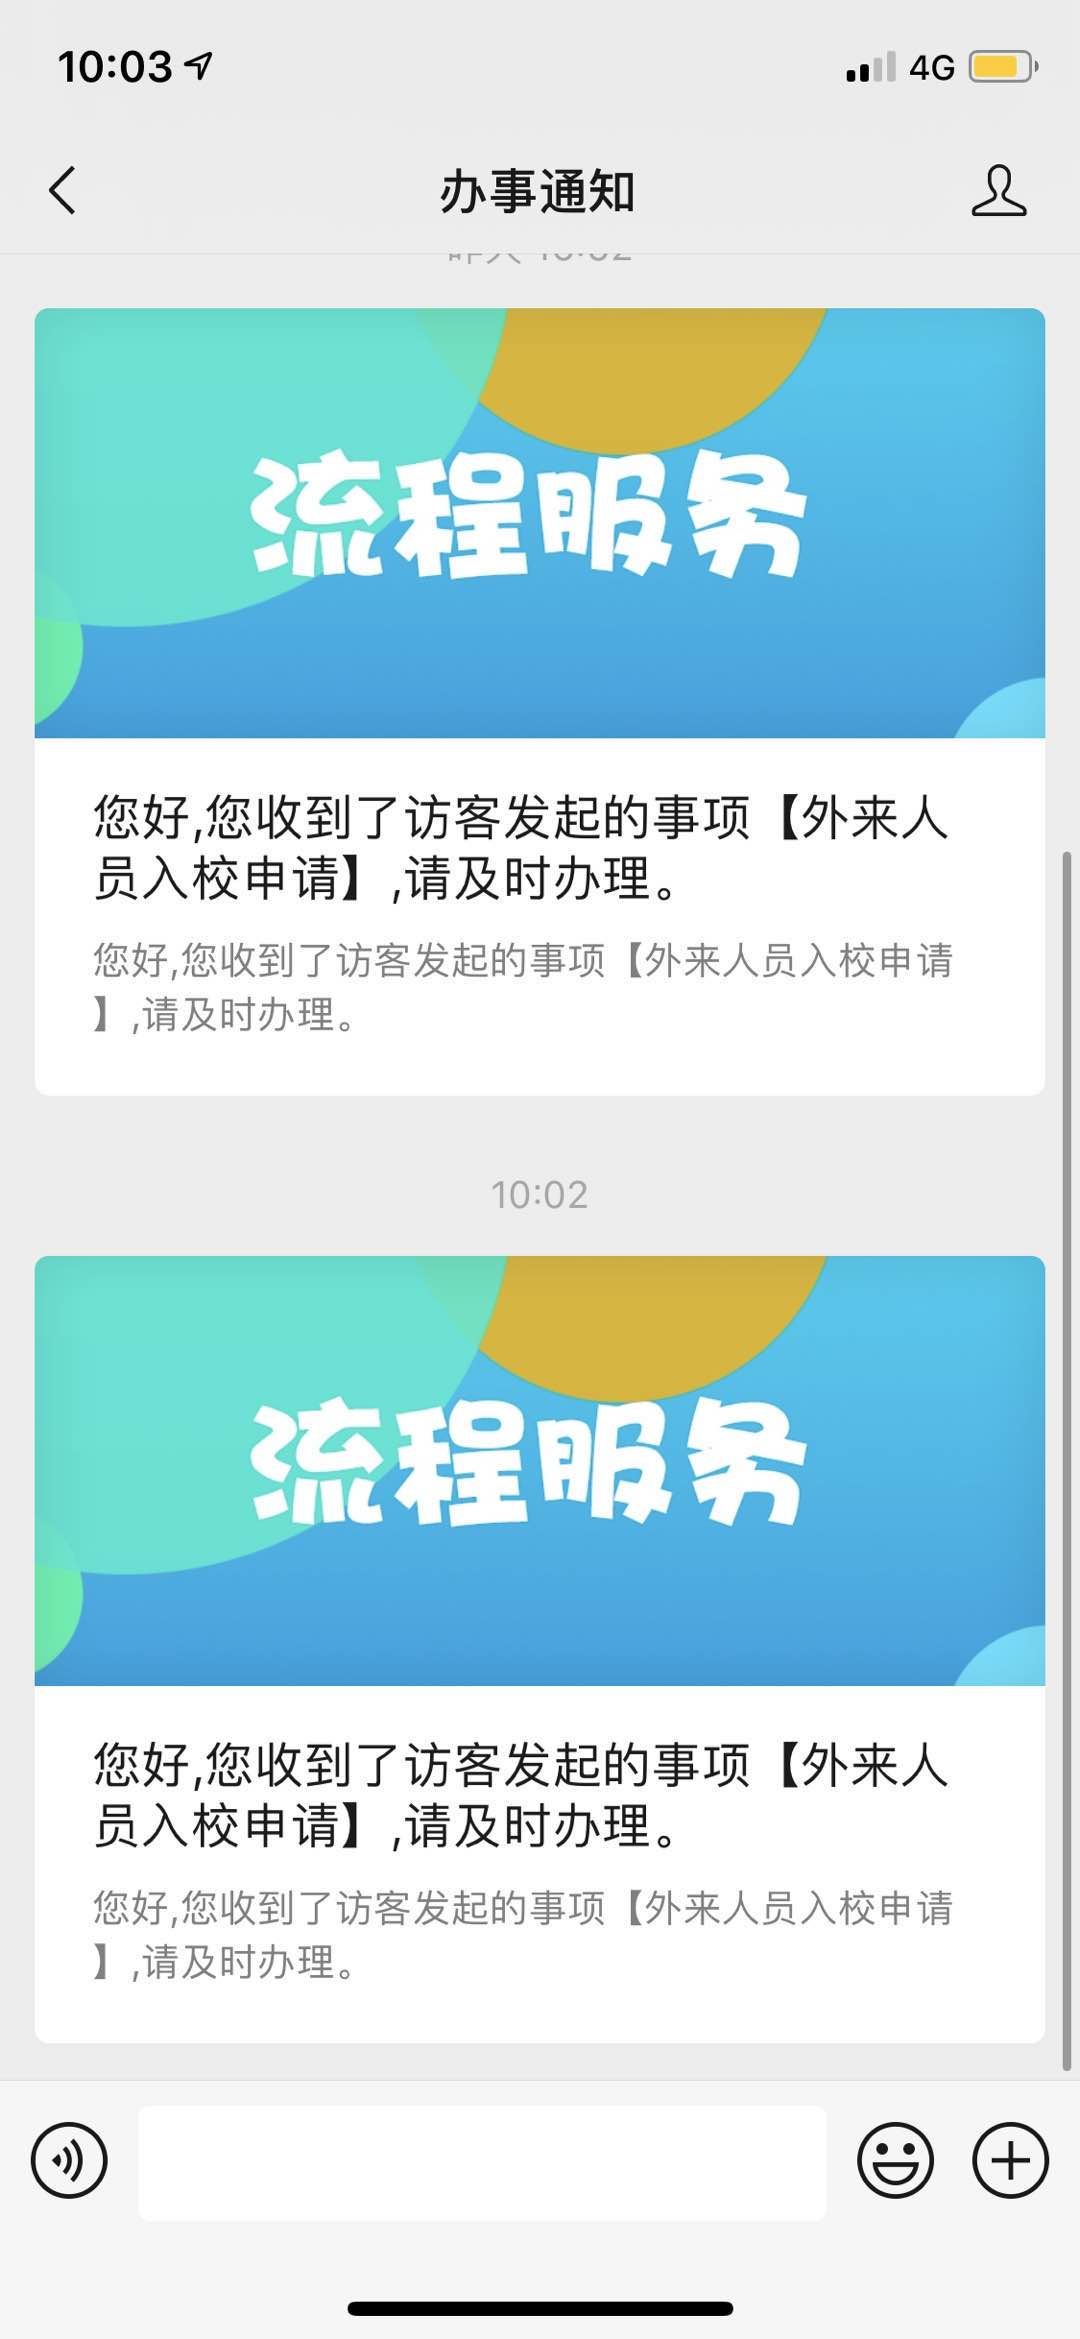 10:03
4G
办事通知
流程服务
您好,您收到了访客发起的事项【外来人
员入校申请】,请及时办理。
您好,您收到了访客发起的事项【外来人员入校申请
】,请及时办理。
10:02
流程服务
您好,您收到了访客发起的事项【外来人
员入校申请】,请及时办理。
您好,您收到了访客发起的事项【外来人员入校申请
】,请及时办理。